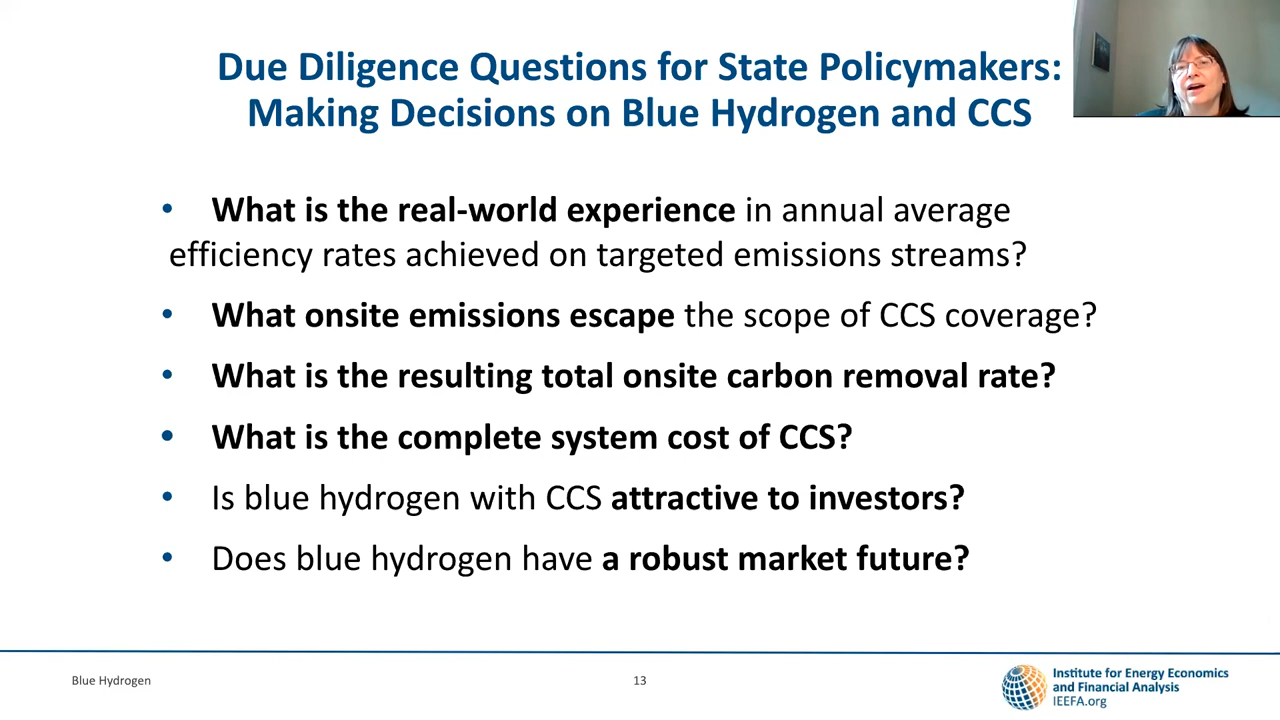 Due Diligence Questions for State Policymakers:
Making Decisions on Blue Hydrogen and CCS
• What is the real-world experience in annual average
efficiency rates achieved on targeted emissions streams?
• What onsite emissions escape the scope of CCS coverage?
• What is the resulting total onsite carbon removal rate?
• What is the complete system cost of CCS?
• Is blue hydrogen with CCS attractive to investors?
• Does blue hydrogen have a robust market future?
Blue Hydrogen
13
Institute for Energy Economics
and Financial Analysis
IEEFA.org